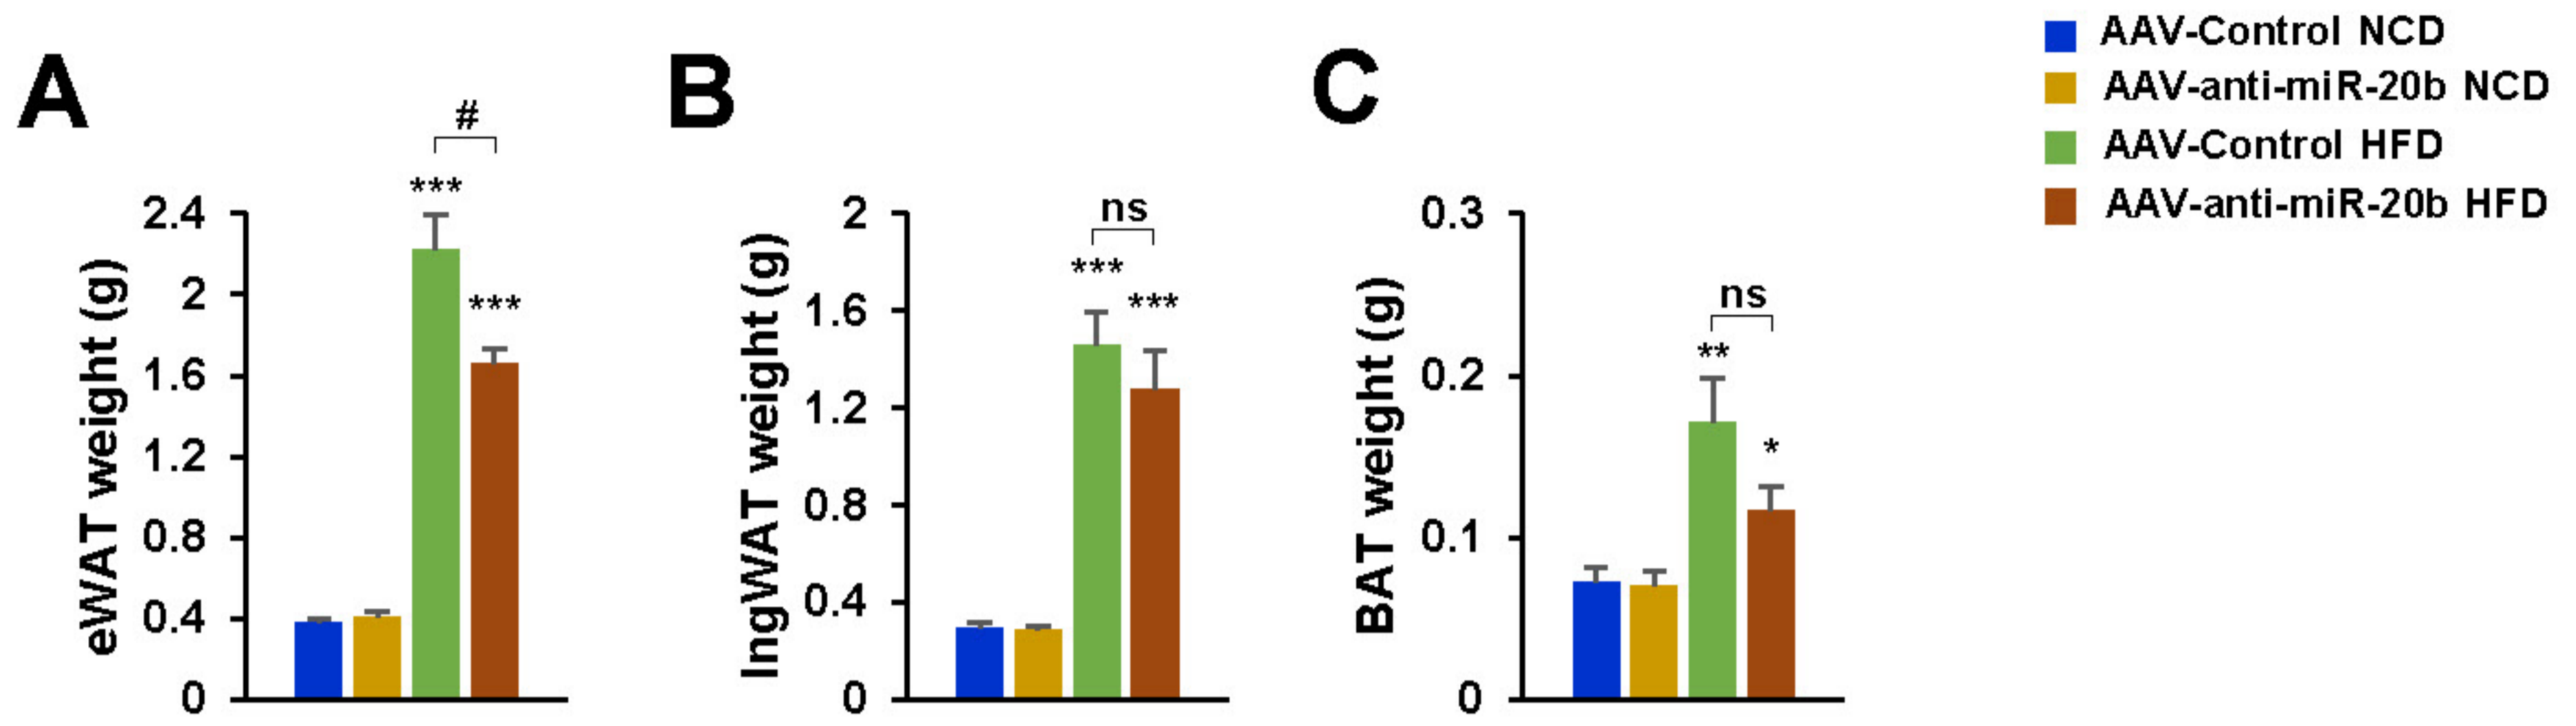 A
eWAT weight (g)
2.4
2
1.6
1.2
0.8
0.4
0
***
#
***
B
IngWAT weight (g)
2
1.6
1.2
0.8
0.4
0
***
ns
***
C
BAT weight (g)
0.3
0.2
0.1
0
**
ns
*
AAV-Control NCD
AAV-anti-miR-20b NCD
AAV-Control HFD
AAV-anti-miR-20b HFD